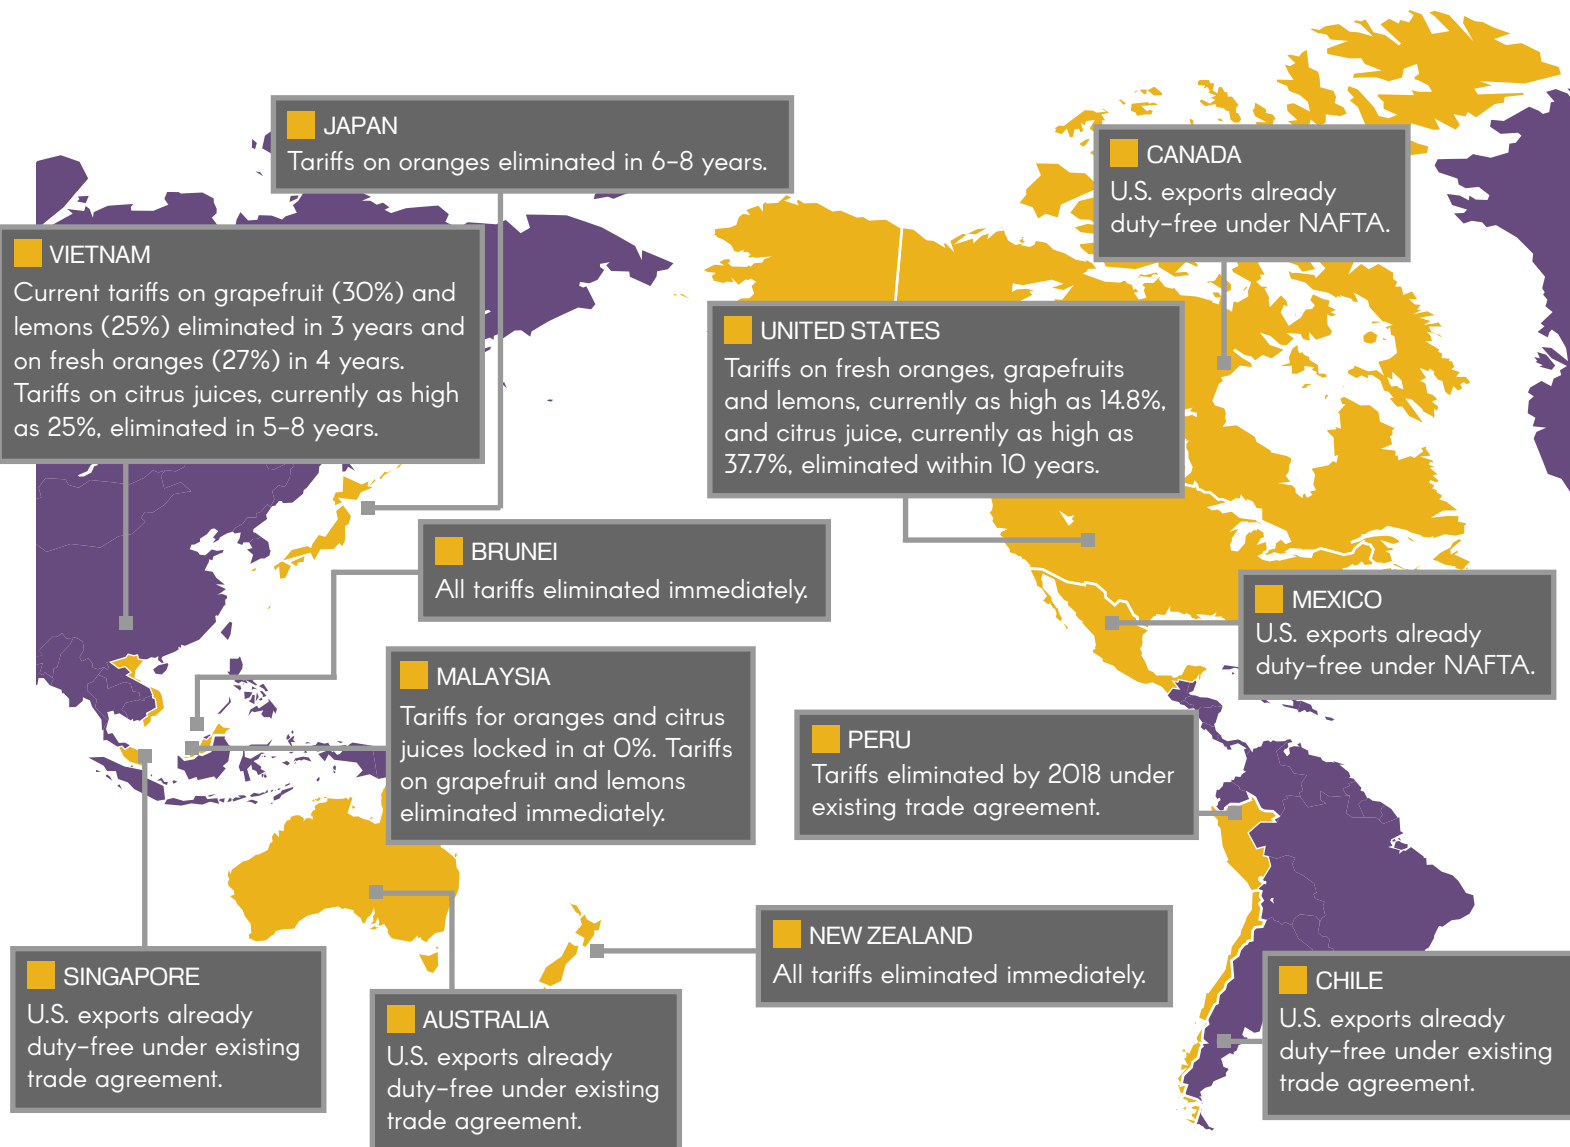 JAPAN
Tariffs on oranges eliminated in 6–8 years.
CANADA
U.S. exports already
duty–free under NAFTA.
VIETNAM
Current tariffs on grapefruit (30%) and
lemons (25%) eliminated in 3 years and
on fresh oranges (27%) in 4 years.
Tariffs on citrus juices, currently as high
as 25%, eliminated in 5–8 years.
UNITED STATES
Tariffs on fresh oranges, grapefruits
and lemons, currently as high as 14.8%,
and citrus juice, currently as high as
37.7%, eliminated within 10 years.
BRUNEI
All tariffs eliminated immediately.
MEXICO
U.S. exports already
duty–free under NAFTA.
MALAYSIA
Tariffs for oranges and citrus
juices locked in at 0%. Tariffs
on grapefruit and lemons
eliminated immediately.
PERU
Tariffs eliminated by 2018 under
existing trade agreement.
NEW ZEALAND
All tariffs eliminated immediately.
SINGAPORE
U.S. exports already
duty–free under existing
trade agreement.
AUSTRALIA
U.S. exports already
duty–free under existing
trade agreement.
CHILE
U.S. exports already
duty–free under existing
trade agreement.